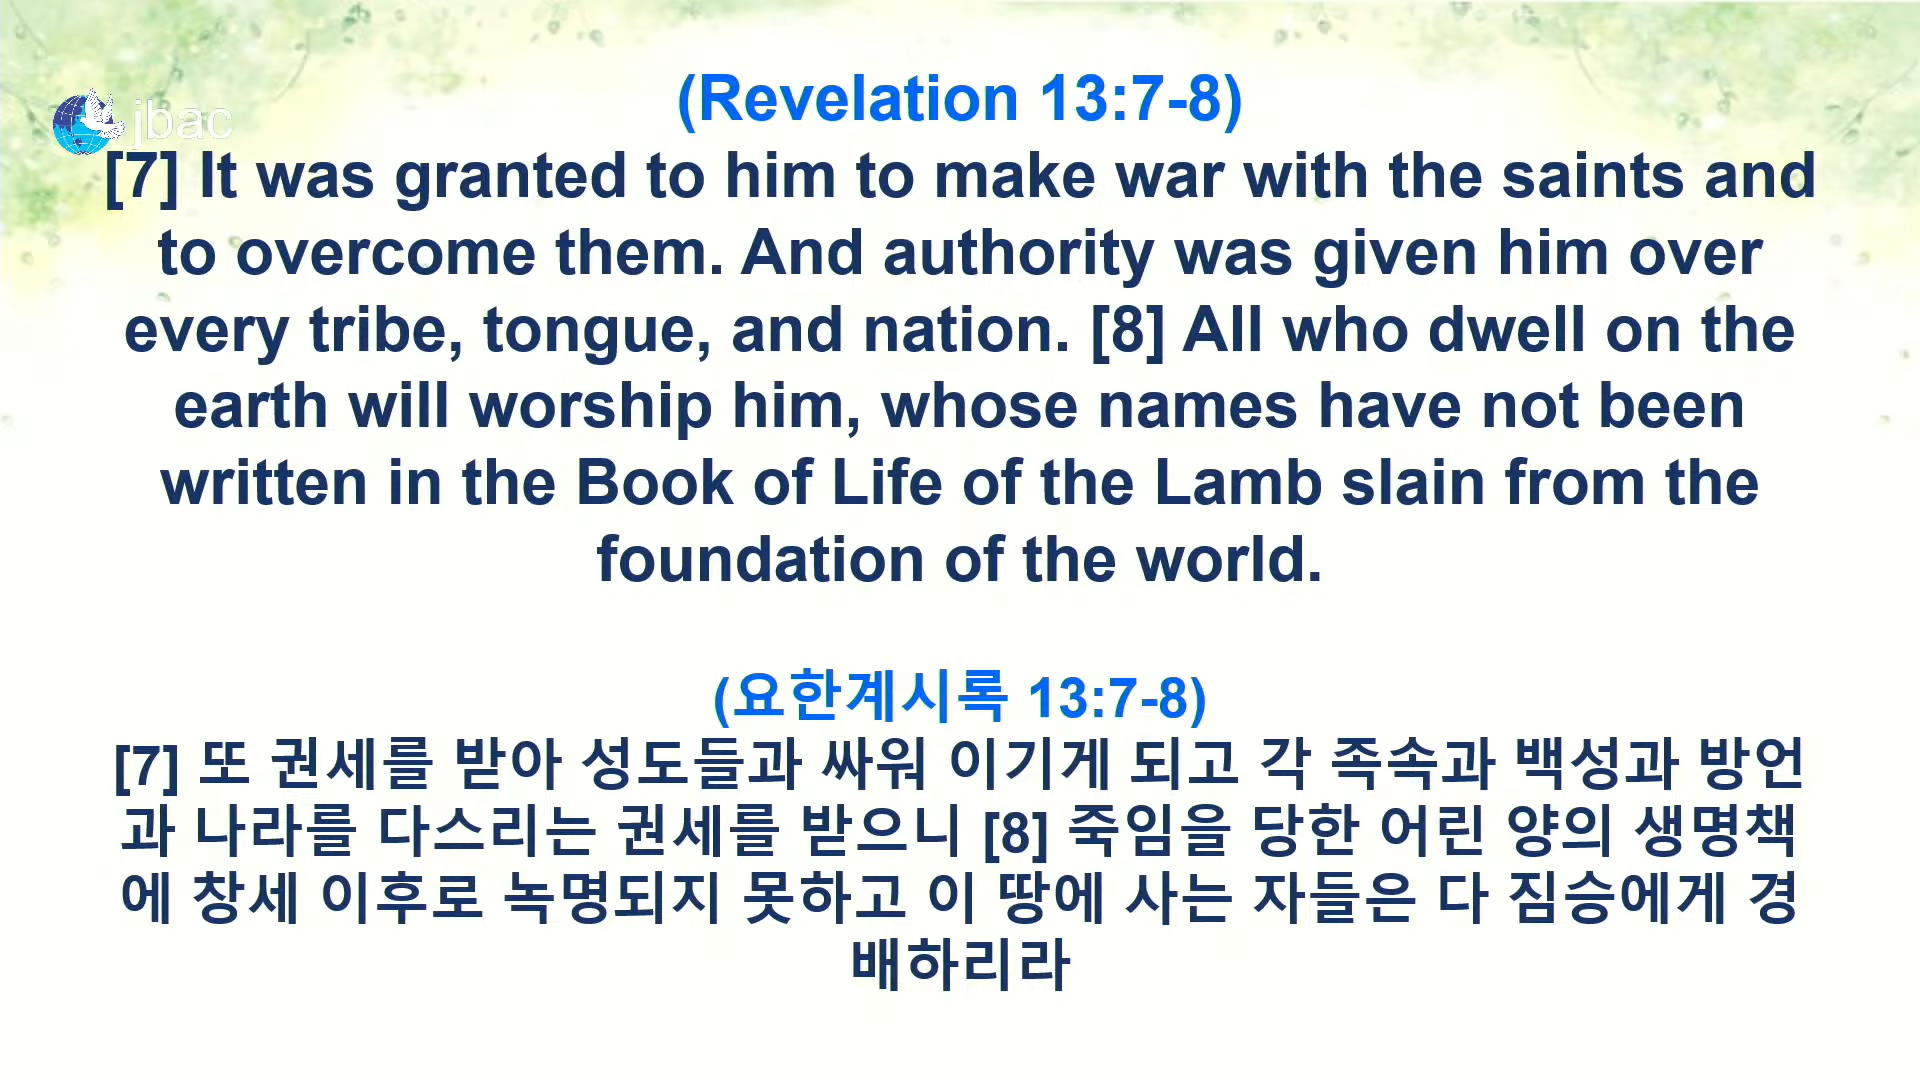 (Revelation 13:7-8)
jbac
[7] It was granted to him to make war with the saints and
to overcome them. And authority was given him over
every tribe, tongue, and nation. [8] All who dwell on the
earth will worship him, whose names have not been
written in the Book of Life of the Lamb slain from the
foundation of the world.
(요한계시록 13:7-8)
[7] 또 권세를 받아 성도들과 싸워 이기게 되고 각 족속과 백성과 방언
과 나라를 다스리는 권세를 받으니 [8] 죽임을 당한 어린 양의 생명책
에 창세 이후로 녹명되지 못하고 이 땅에 사는 자들은 다 짐승에게 경
배하리라